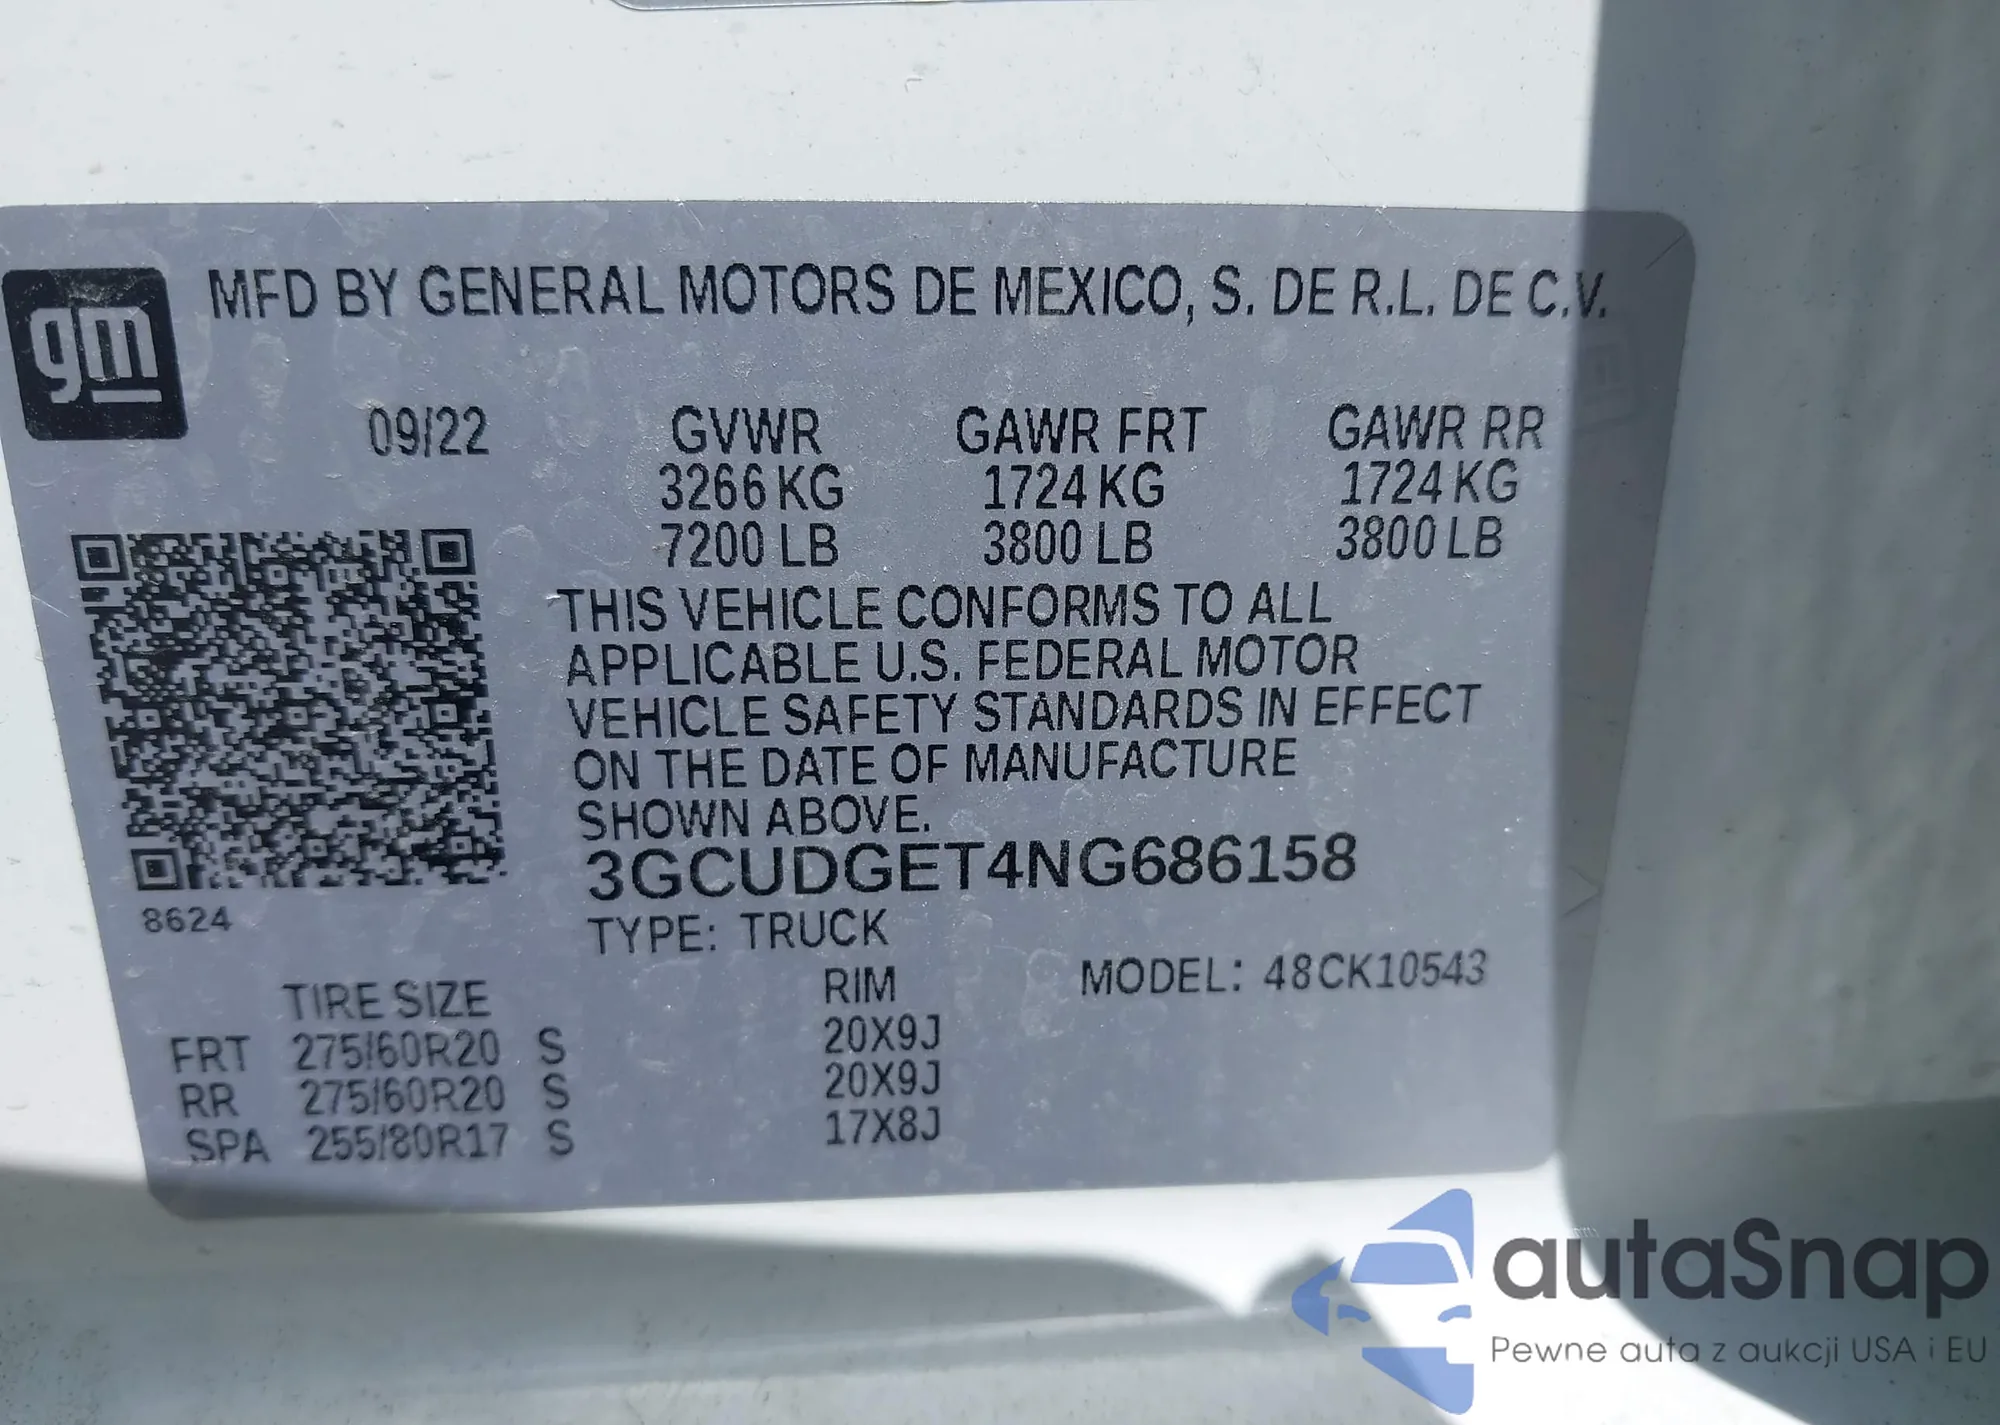 gm
MFD BY GENERAL MOTORS DE MEXICO, S. DE R.L. DE C.V.
09/22 GVWR GAWR FRT GAWR RR
3266 KG 1724 KG 1724 KG
7200 LB 3800 LB 3800 LB
THIS VEHICLE CONFORMS TO ALL
APPLICABLE U.S. FEDERAL MOTOR
VEHICLE SAFETY STANDARDS IN EFFECT
ON THE DATE OF MANUFACTURE
SHOWN ABOVE.
3GCUDGET4NG686158
8624
TYPE: TRUCK
MODEL: 48CK10543
TIRE SIZE RIM
FRT 275/60R20 S 20X9J
RR 275/60R20 S 20X9J
SPA 255/80R17 S 17X8J
autaSnap
Pewne auta z aukcji USA i EU